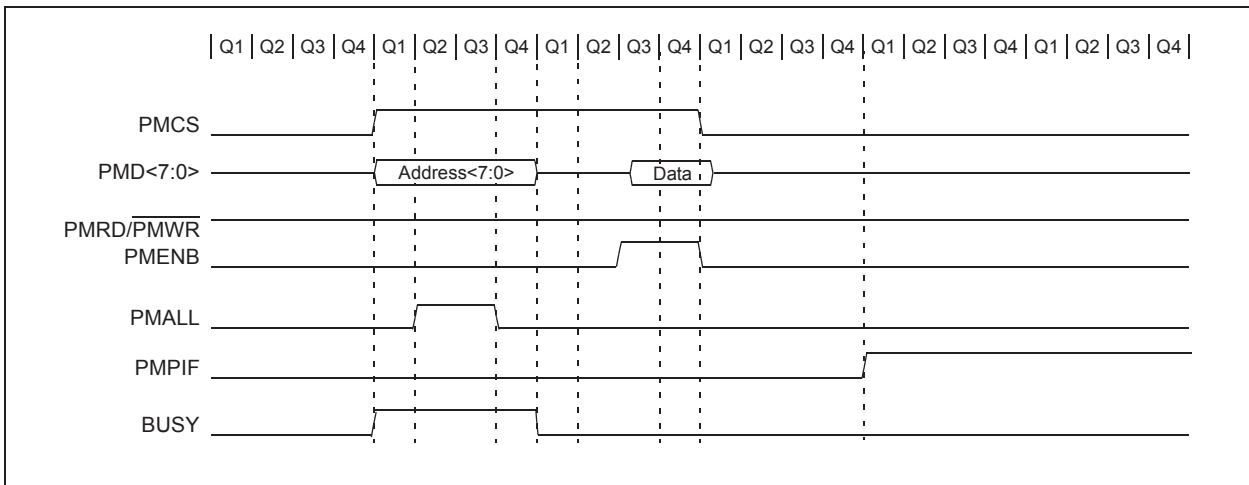 Q1 Q2 Q3 Q4 Q1 Q2 Q3 Q4 Q1 Q2 Q3 Q4 Q1 Q2 Q3 Q4 Q1 Q2 Q3 Q4 Q1 Q2 Q3 Q4
PMCS
PMD<7:0> Address<7:0> Data
PMRD/PMWR
PMENB
PMALL
PMPIF
BUSY